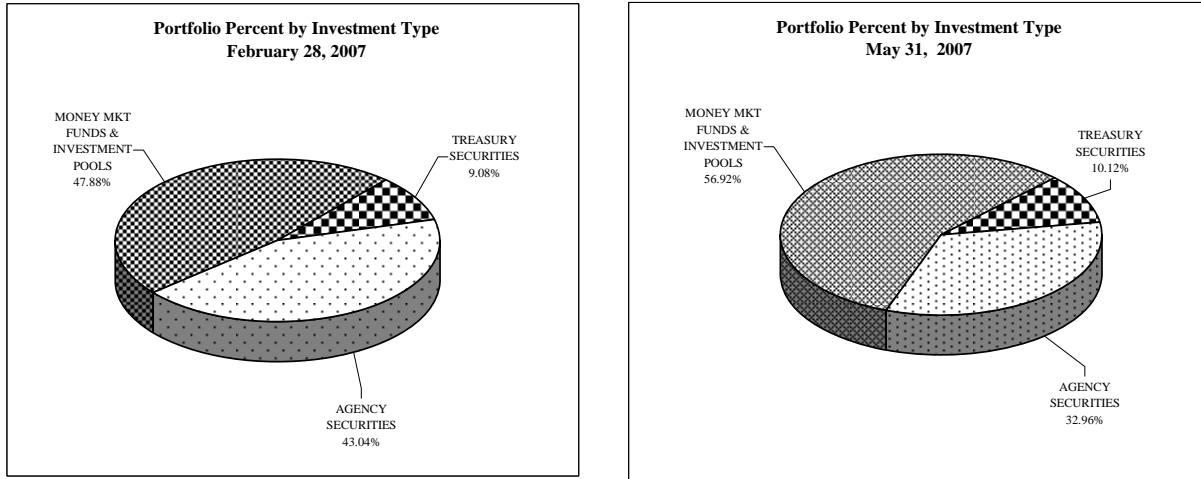 Portfolio Percent by Investment Type
February 28, 2007
MONEY MKT
FUNDS &
INVESTMENT
POOLS
47.88%
TREASURY
SECURITIES
9.08%
AGENCY
SECURITIES
43.04%
Portfolio Percent by Investment Type
May 31, 2007
MONEY MKT
FUNDS &
INVESTMENT
POOLS
56.92%
TREASURY
SECURITIES
10.12%
AGENCY
SECURITIES
32.96%